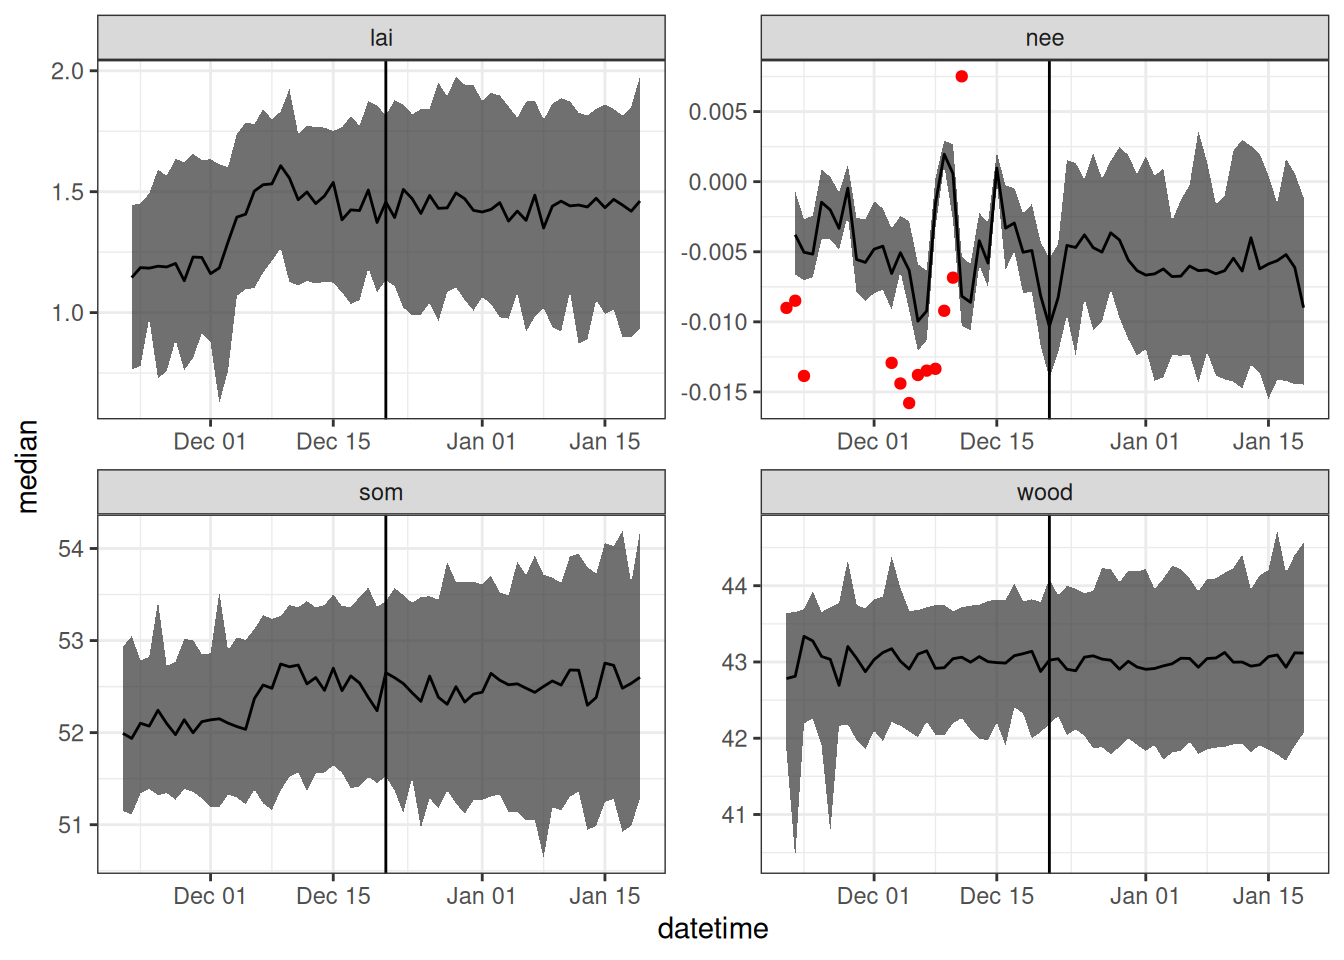 lai
nee
2.0
1.5
1.0
0.005
0.000
-0.005
-0.010
-0.015
Dec 01 Dec 15 Jan 01 Jan 15
Dec 01 Dec 15 Jan 01 Jan 15
median
som
wood
54
53
52
51
44
43
42
41
Dec 01 Dec 15 Jan 01 Jan 15
Dec 01 Dec 15 Jan 01 Jan 15
datetime